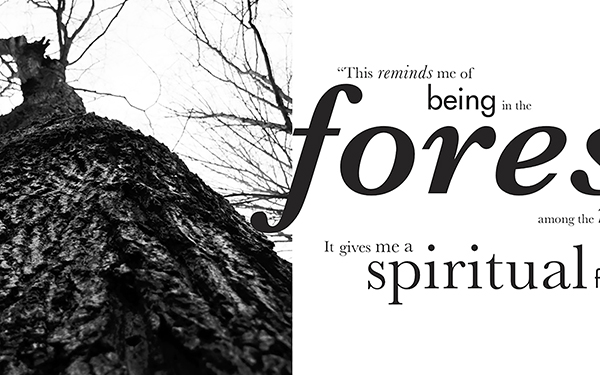 “This reminds me of
being in the
fores
among the
It gives me a
spiritual f